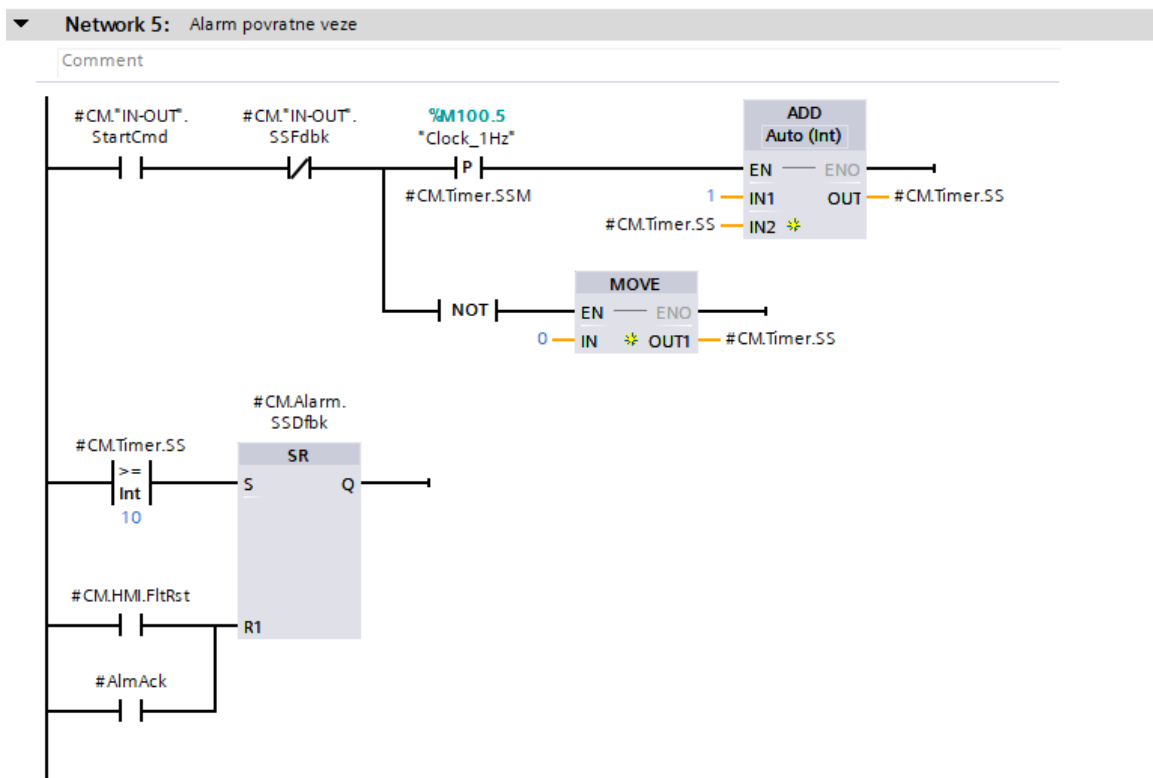 Network 5: Alarm povratne veze
Comment
#CM."IN-OUT".
StartCmd
#CM."IN-OUT".
SSFdbk
%M100.5
"Clock_1Hz"
P
#CM.Timer.SSM
ADD
Auto (Int)
EN ENO
1 IN1 OUT #CM.Timer.SS
#CM.Timer.SS IN2
NOT
MOVE
EN ENO
0 IN OUT1 #CM.Timer.SS
#CM.Alarm.
SSDfbk
#CM.Timer.SS
>=
Int
10
SR
S Q
#CM.HMI.FltRst
R1
#AlmAck